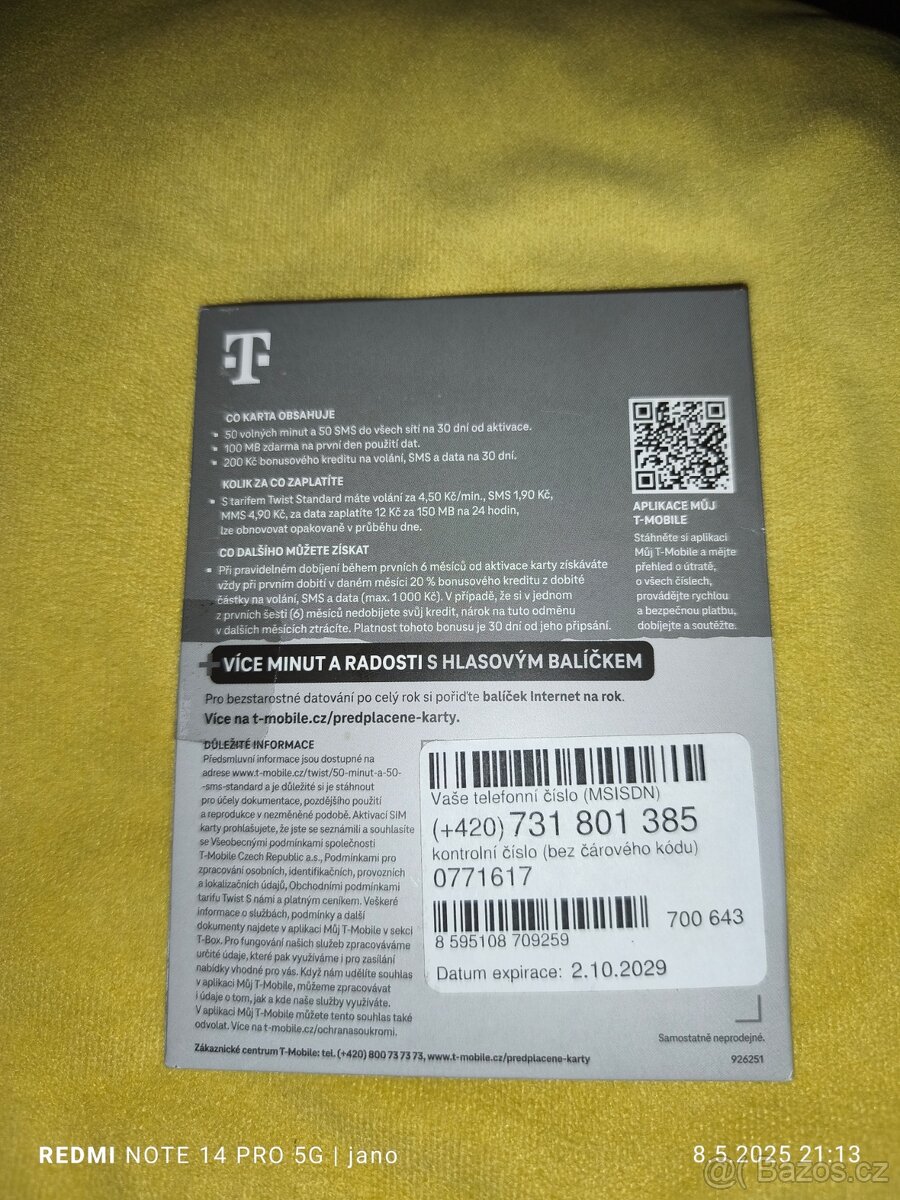 T
CO KARTA OBSAHUJE
50 volných minut a 50 SMS do všech sítí na 30 dní od aktivace.
100 MB zdarma na první den použití dat.
200 Kč bonusového kreditu na volání, SMS a data na 30 dní.
KOLIK ZA CO ZAPLATÍTE
S tarifem Twist Standard máte volání za 4,50 Kč/min., SMS 1,90 Kč,
MMS 4,90 Kč, za data zaplatíte 12 Kč za 150 MB na 24 hodin,
lze obnovovat opakovaně v průběhu dne.
CO DALŠÍHO MŮŽETE ZÍSKAT
Při pravidelném dobíjení během prvních 6 měsíců od aktivace karty získáváte
vždy při prvním dobití v daném měsíci 20 % bonusového kreditu z dobité
částky na volání, SMS a data (max. 1 000 Kč). V případě, že si v jednom
z prvních šesti (6) měsíců nedobijete svůj kredit, nárok na tuto odměnu
v dalších měsících ztrácíte. Platnost tohoto bonusu je 30 dní od jeho připsání.
APLIKACE MŮJ
T-MOBILE
Stáhněte si aplikaci
Můj T-Mobile a mějte
přehled o útratě,
o všech číslech,
provádějte rychlou
a bezpečnou platbu,
dobíjejte a soutěžte.
+ VÍCE MINUT A RADOSTI S HLASOVÝM BALÍČKEM
Pro bezstarostné datování po celý rok si pořiďte balíček Internet na rok.
Více na t-mobile.cz/predplacene-karty.
DŮLEŽITÉ INFORMACE
Předsmluvní informace jsou dostupné na
adrese www.t-mobile.cz/twist/50-minut-a-50-
-sms-standard a je důležité si je stáhnout
pro účely dokumentace, pozdějšího použití
a reprodukce v nezměněné podobě. Aktivací SIM
karty prohlašujete, že jste se seznámili a souhlasíte
se Všeobecnými podmínkami společnosti
T-Mobile Czech Republic a.s., Podmínkami pro
zpracování osobních, identifikačních, provozních
a lokalizačních údajů, Obchodními podmínkami
tarifu Twist S námi a platným ceníkem. Veškeré
informace o službách, podmínky a další
dokumenty najdete v aplikaci Můj T-Mobile v sekci
T-Box. Pro fungování našich služeb zpracováváme
určité údaje, které pak využíváme i pro zasílání
nabídky vhodné pro vás. Když nám udělíte souhlas
v aplikaci Můj T-Mobile, můžeme zpracovávat
i údaje o tom, jak a kde naše služby využíváte.
V aplikaci Můj T-Mobile můžete tento souhlas také
odvolat. Více na t-mobile.cz/ochranasoukromi.
Vaše telefonní číslo (MSISDN)
(+420) 731 801 385
kontrolní číslo (bez čárového kódu)
0771617
700 643
8 595108 709259
Datum expirace: 2.10.2029
Samostatně neprodejné.
926251
Zákaznické centrum T-Mobile: tel. (+420) 800 73 73 73, www.t-mobile.cz/predplacene-karty
REDMI NOTE 14 PRO 5G | jano
8.5.2025 21:13
@( Bazos.cz